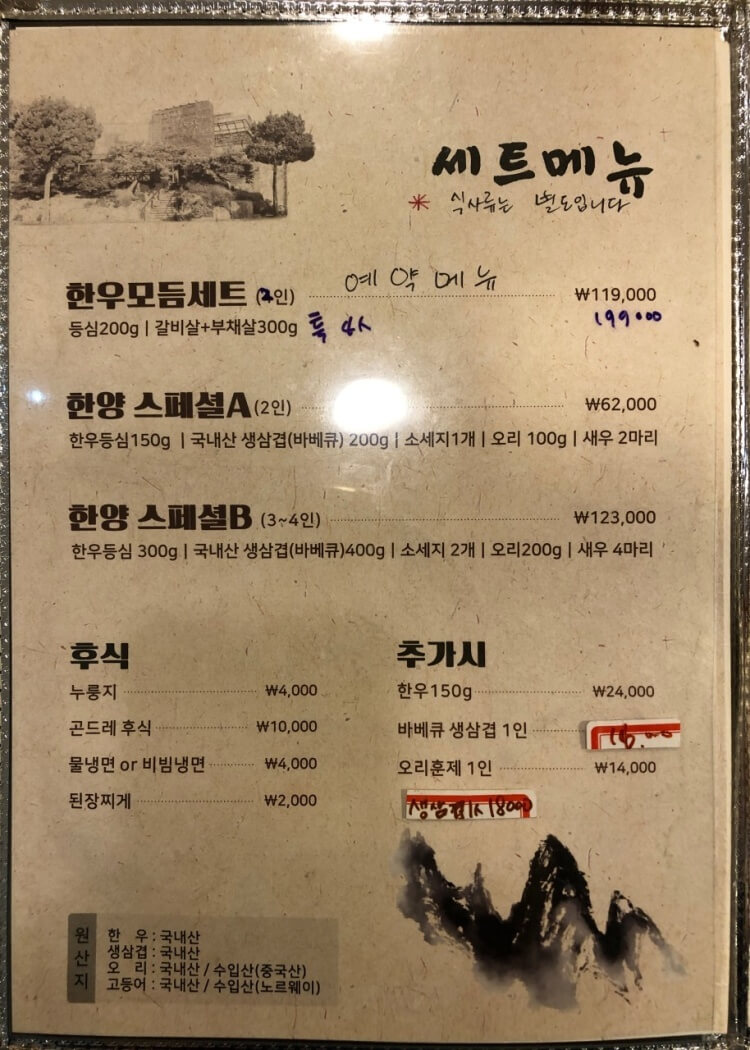 세트메뉴
* 식사류는 별도입니다
한우모듬세트 (2인) 예약메뉴 ₩119,000
등심200g | 갈비살+부채살300g 특 199000
한양 스페셜A (2인) ₩62,000
한우등심150g | 국내산 생삼겹(바베큐) 200g | 소세지1개 | 오리 100g | 새우 2마리
한양 스페셜B (3~4인) ₩123,000
한우등심 300g | 국내산 생삼겹(바베큐)400g | 소세지 2개 | 오리200g | 새우 4마리
후식
누룽지 ₩4,000
곤드레 후식 ₩10,000
물냉면 or 비빔냉면 ₩4,000
된장찌게 ₩2,000
추가시
한우150g ₩24,000
바베큐 생삼겹 1인
오리훈제 1인 ₩14,000
생삼겹 18000
원산지
한 우 : 국내산
생삼겹 : 국내산
오 리 : 국내산 / 수입산(중국산)
고등어 : 국내산 / 수입산(노르웨이)